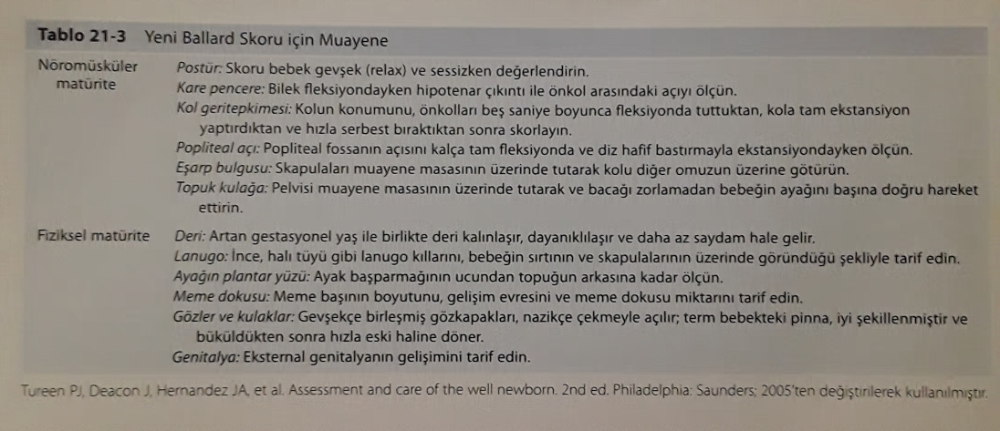 Tablo 21-3 Yeni Ballard Skoru için Muayene
Nöromüsküler matürite
Postür: Skoru bebek gevşek (relax) ve sessizken değerlendirin.
Kare pencere: Bilek fleksiyondayken hipotenar çıkıntı ile önkol arasındaki açıyı ölçün.
Kol geritepkimesi: Kolun konumunu, önkolları beş saniye boyunca fleksiyonda tuttuktan, kola tam ekstansiyon
yaptırdıktan ve hızla serbest bıraktıktan sonra skorlayın.
Popliteal açı: Popliteal fossanın açısını kalça tam fleksiyonda ve diz hafif bastırmayla ekstansiyondayken ölçün.
Eşarp bulgusu: Skapulaları muayene masasının üzerinde tutarak kolu diğer omuzun üzerine götürün.
Topuk kulağa: Pelvisi muayene masasının üzerinde tutarak ve bacağı zorlamadan bebeğin ayağını başına doğru hareket
ettirin.
Fiziksel matürite
Deri: Artan gestasyonel yaş ile birlikte deri kalınlaşır, dayanıklılaşır ve daha az saydam hale gelir.
Lanugo: İnce, halı tüyü gibi lanugo kıllarını, bebeğin sırtının ve skapulalarının üzerinde göründüğü şekliyle tarif edin.
Ayağın plantar yüzü: Ayak başparmağının ucundan topuğun arkasına kadar ölçün.
Meme dokusu: Meme başının boyutunu, gelişim evresini ve meme dokusu miktarını tarif edin.
Gözler ve kulaklar: Gevşekçe birleşmiş gözkapakları, nazikçe çekmeyle açılır; term bebekteki pinna, iyi şekillenmiştir ve
büküldükten sonra hızla eski haline döner.
Genitalya: Eksternal genitalyanın gelişimini tarif edin.
Tureen PJ, Deacon J, Hernandez JA, et al. Assessment and care of the well newborn. 2nd ed. Philadelphia: Saunders; 2005'ten değiştirilerek kullanılmıştır.